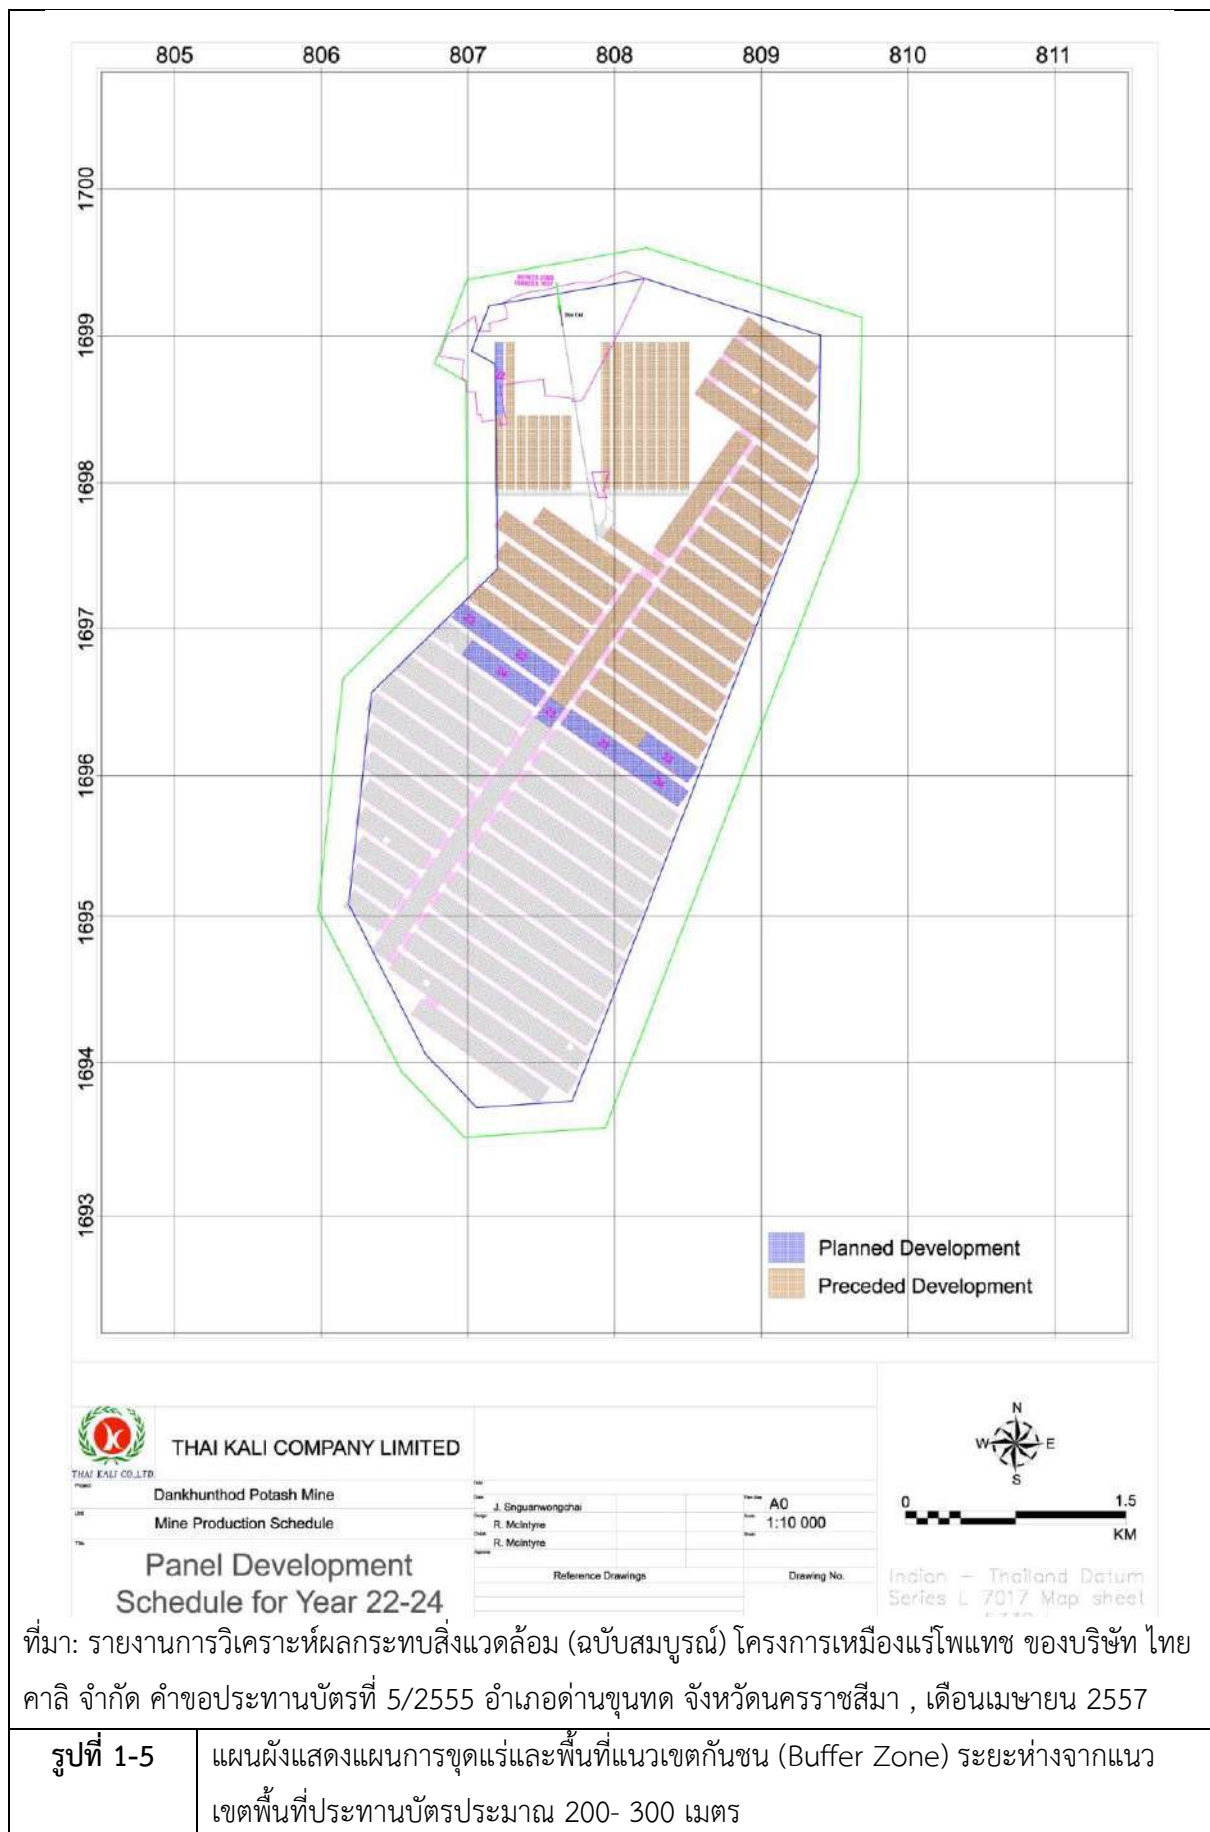 805 806 807 808 809 810 811
1700
1699
1698
1697
1696
1695
1694
1693
Planned Development
Preceded Development
THAI KALI CO.,LTD.
THAI KALI COMPANY LIMITED
Project
Dankhunthod Potash Mine
Mine Production Schedule
Title
Panel Development
Schedule for Year 22-24
J. Snguanwongchai
R. McIntyre
R. McIntyre
A0
1:10 000
Reference Drawings
Drawing No.
N
W E
S
0 1.5
KM
Indian - Thailand Datum
Series L 7017 Map sheet
ที่มา: รายงานการวิเคราะห์ผลกระทบสิ่งแวดล้อม (ฉบับสมบูรณ์) โครงการเหมืองแร่โพแทช ของบริษัท ไทย
คาลิ จำกัด คำขอประทานบัตรที่ 5/2555 อำเภอด่านขุนทด จังหวัดนครราชสีมา , เดือนเมษายน 2557
รูปที่ 1-5
แผนผังแสดงแผนการขุดแร่และพื้นที่แนวเขตกันชน (Buffer Zone) ระยะห่างจากแนว
เขตพื้นที่ประทานบัตรประมาณ 200- 300 เมตร